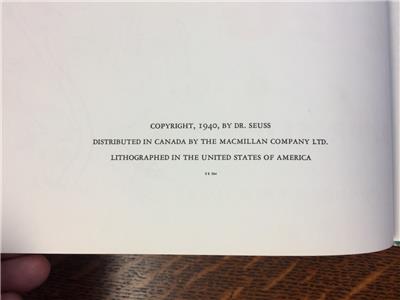 COPYRIGHT, 1940, BY DR. SEUSS
DISTRIBUTED IN CANADA BY THE MACMILLAN COMPANY LTD.
LITHOGRAPHED IN THE UNITED STATES OF AMERICA